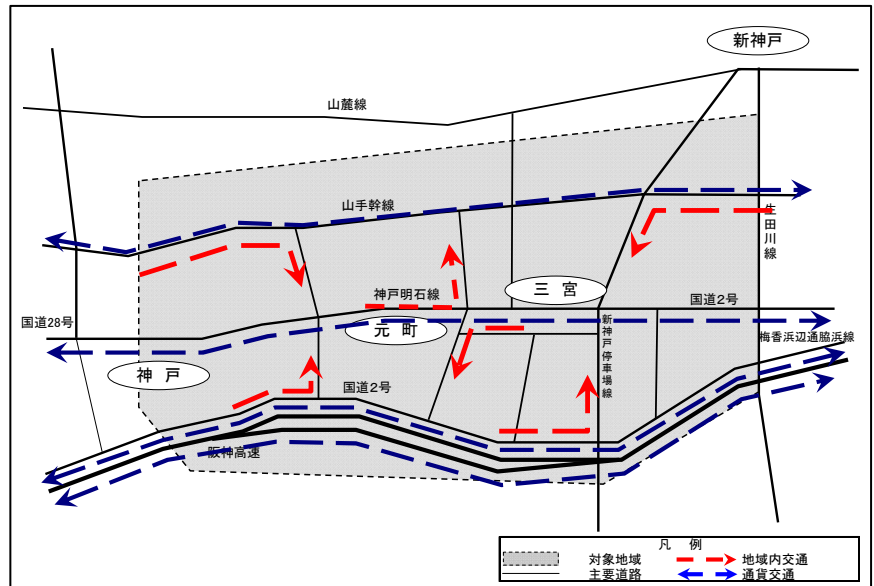 新神戸
山麓線
山手幹線
生田川線
神戸明石線
三宮
国道2号
国道28号
元町
新神戸停車場線
梅香浜辺通脇浜線
神戸
国道2号
阪神高速
凡 例
対象地域
地域内交通
主要道路
通貨交通